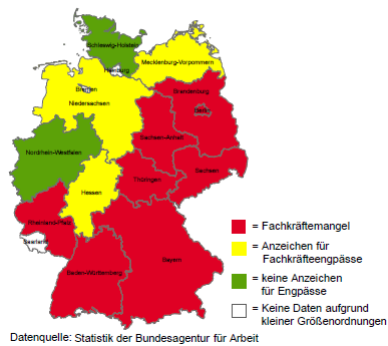 Schleswig-Holstein
Hamburg
Mecklenburg-Vorpommern
Bremen
Niedersachsen
Brandenburg
Berlin
Sachsen-Anhalt
Nordrhein-Westfalen
Sachsen
Thüringen
Hessen
Rheinland-Pfalz
Saarland
Bayern
Baden-Württemberg
= Fachkräftemangel
= Anzeichen für
Fachkräfteengpässe
= keine Anzeichen
für Engpässe
= Keine Daten aufgrund
kleiner Größenordnungen
Datenquelle: Statistik der Bundesagentur für Arbeit